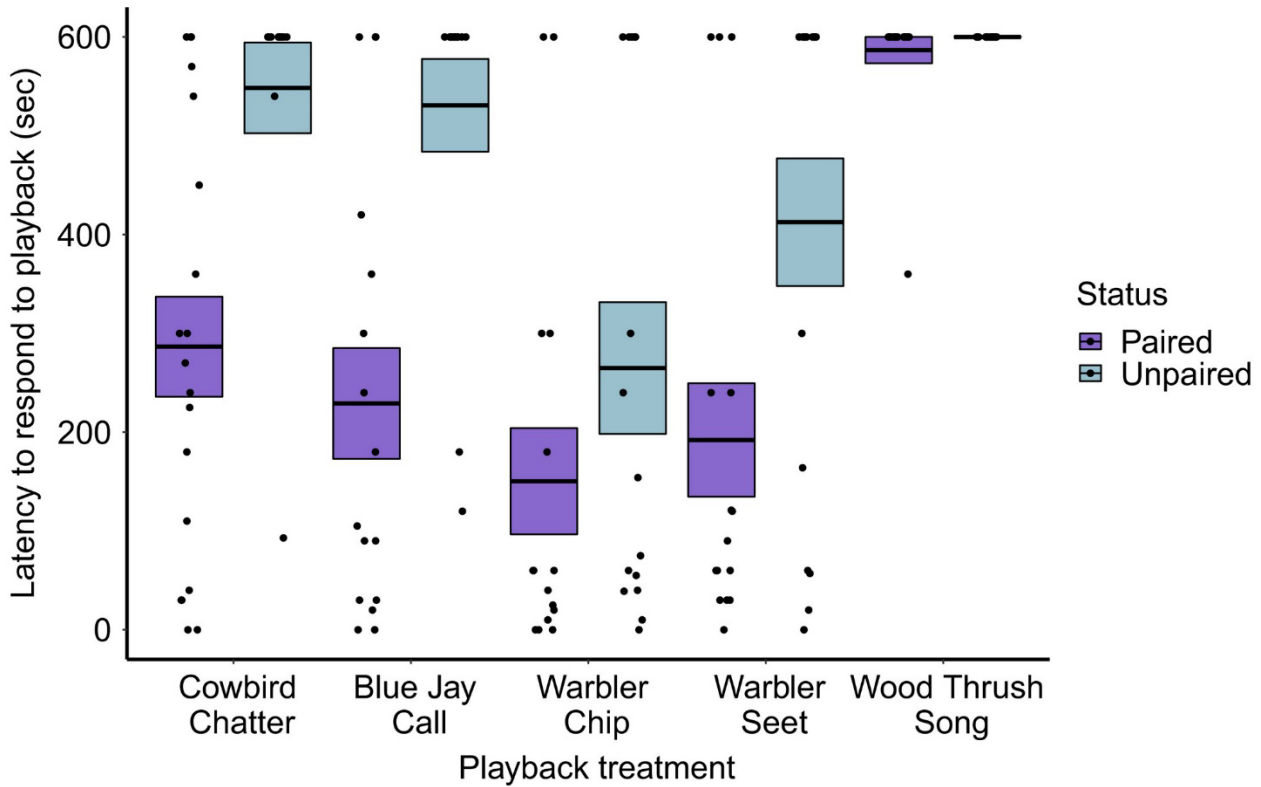 Latency to respond to playback (sec)
600
400
200
0
Cowbird
Chatter
Blue Jay
Call
Warbler
Chip
Warbler
Seet
Wood Thrush
Song
Playback treatment
Status
Paired
Unpaired